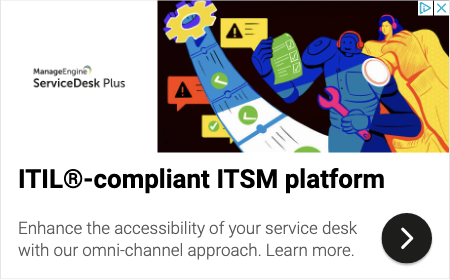 ManageEngine
ServiceDesk Plus
ITIL®-compliant ITSM platform
Enhance the accessibility of your service desk
with our omni-channel approach. Learn more.